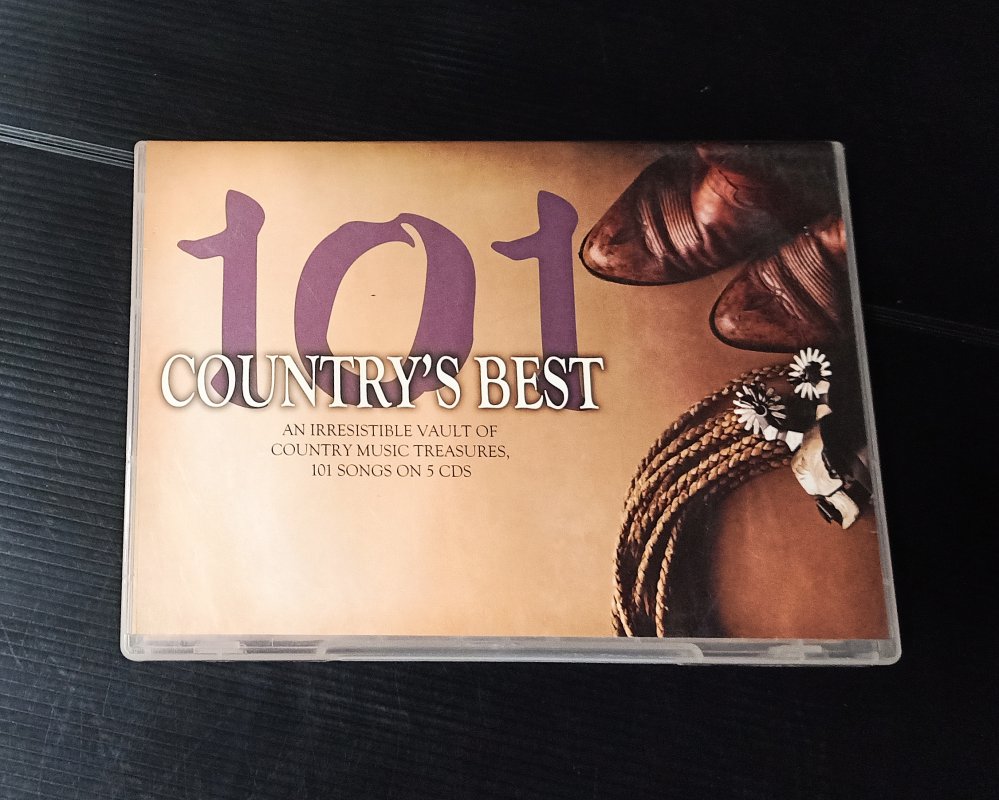 101
COUNTRY'S BEST
AN IRRESISTIBLE VAULT OF
COUNTRY MUSIC TREASURES,
101 SONGS ON 5 CDS